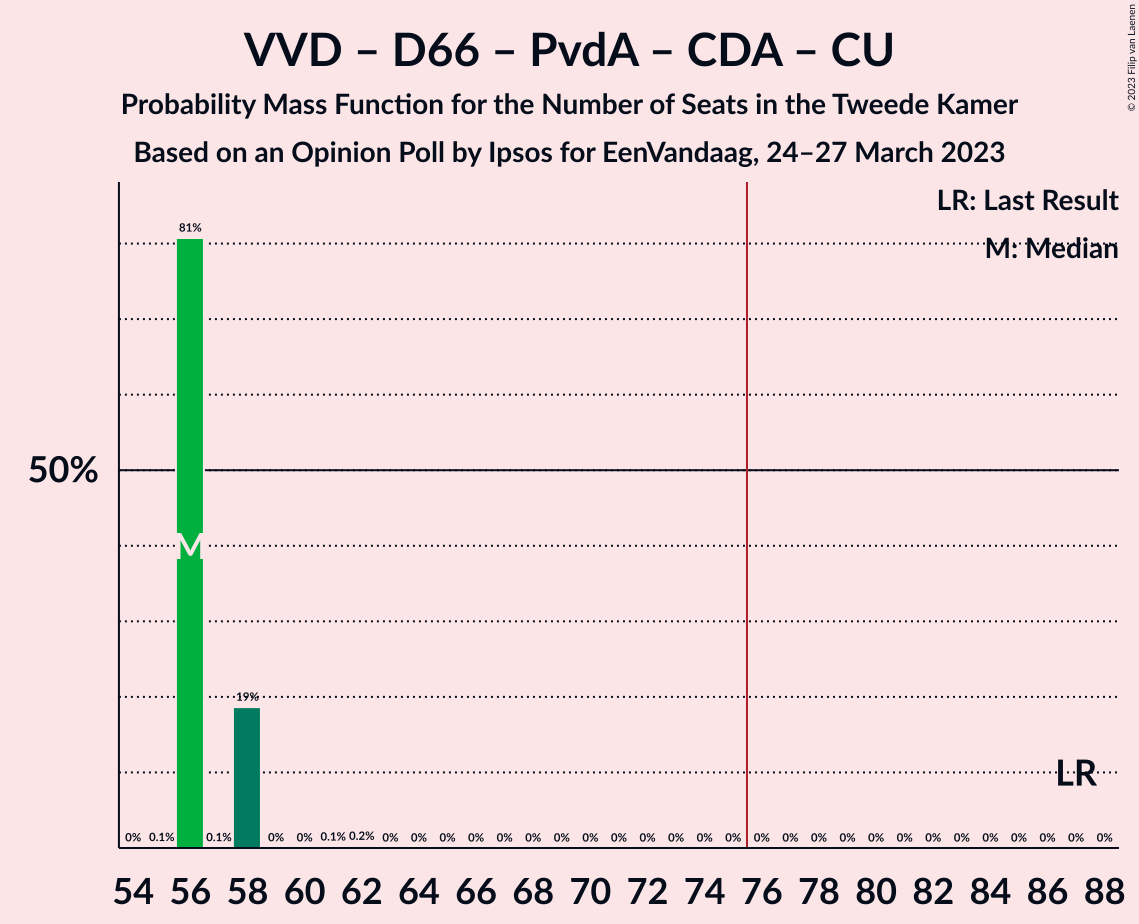 VVD – D66 – PvdA – CDA – CU
Probability Mass Function for the Number of Seats in the Tweede Kamer
Based on an Opinion Poll by Ipsos for EenVandaag, 24–27 March 2023
© 2023 Filip van Laenen
LR: Last Result
M: Median
81%
50%
M
19%
LR
0% 0.1% 0.1% 0% 0% 0.1% 0.2% 0% 0% 0% 0% 0% 0% 0% 0% 0% 0% 0% 0% 0% 0% 0% 0% 0% 0% 0% 0% 0% 0% 0% 0% 0% 0%
54 56 58 60 62 64 66 68 70 72 74 76 78 80 82 84 86 88